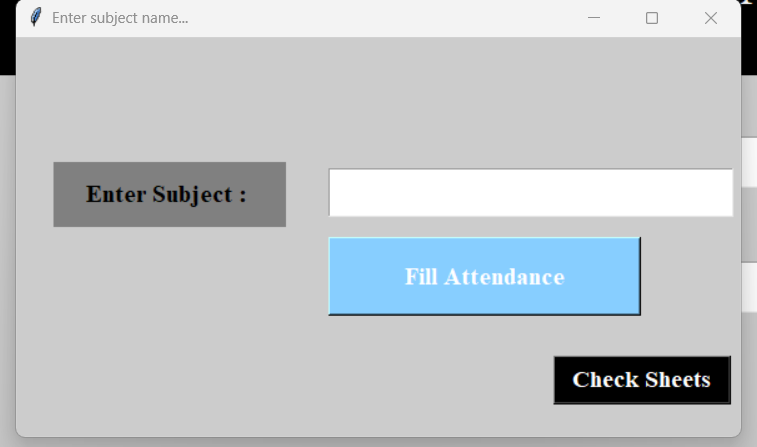 Enter subject name...
Enter Subject :
Fill Attendance
Check Sheets